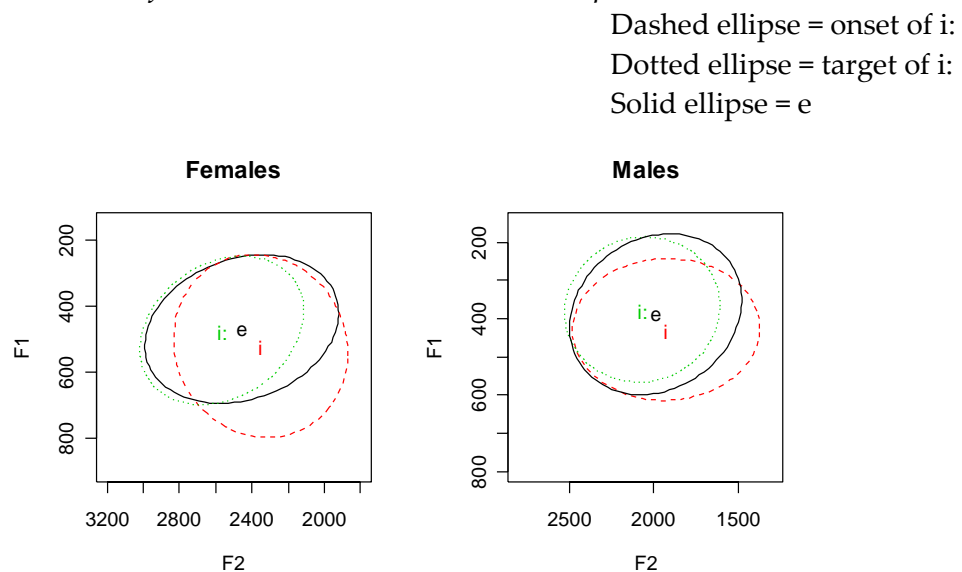 Dashed ellipse = onset of i:
Dotted ellipse = target of i:
Solid ellipse = e
Females
Males
200
400
600
800
F1
i:
e
i
3200 2800 2400 2000
F2
200
400
600
800
F1
i:
e
i
2500 2000 1500
F2